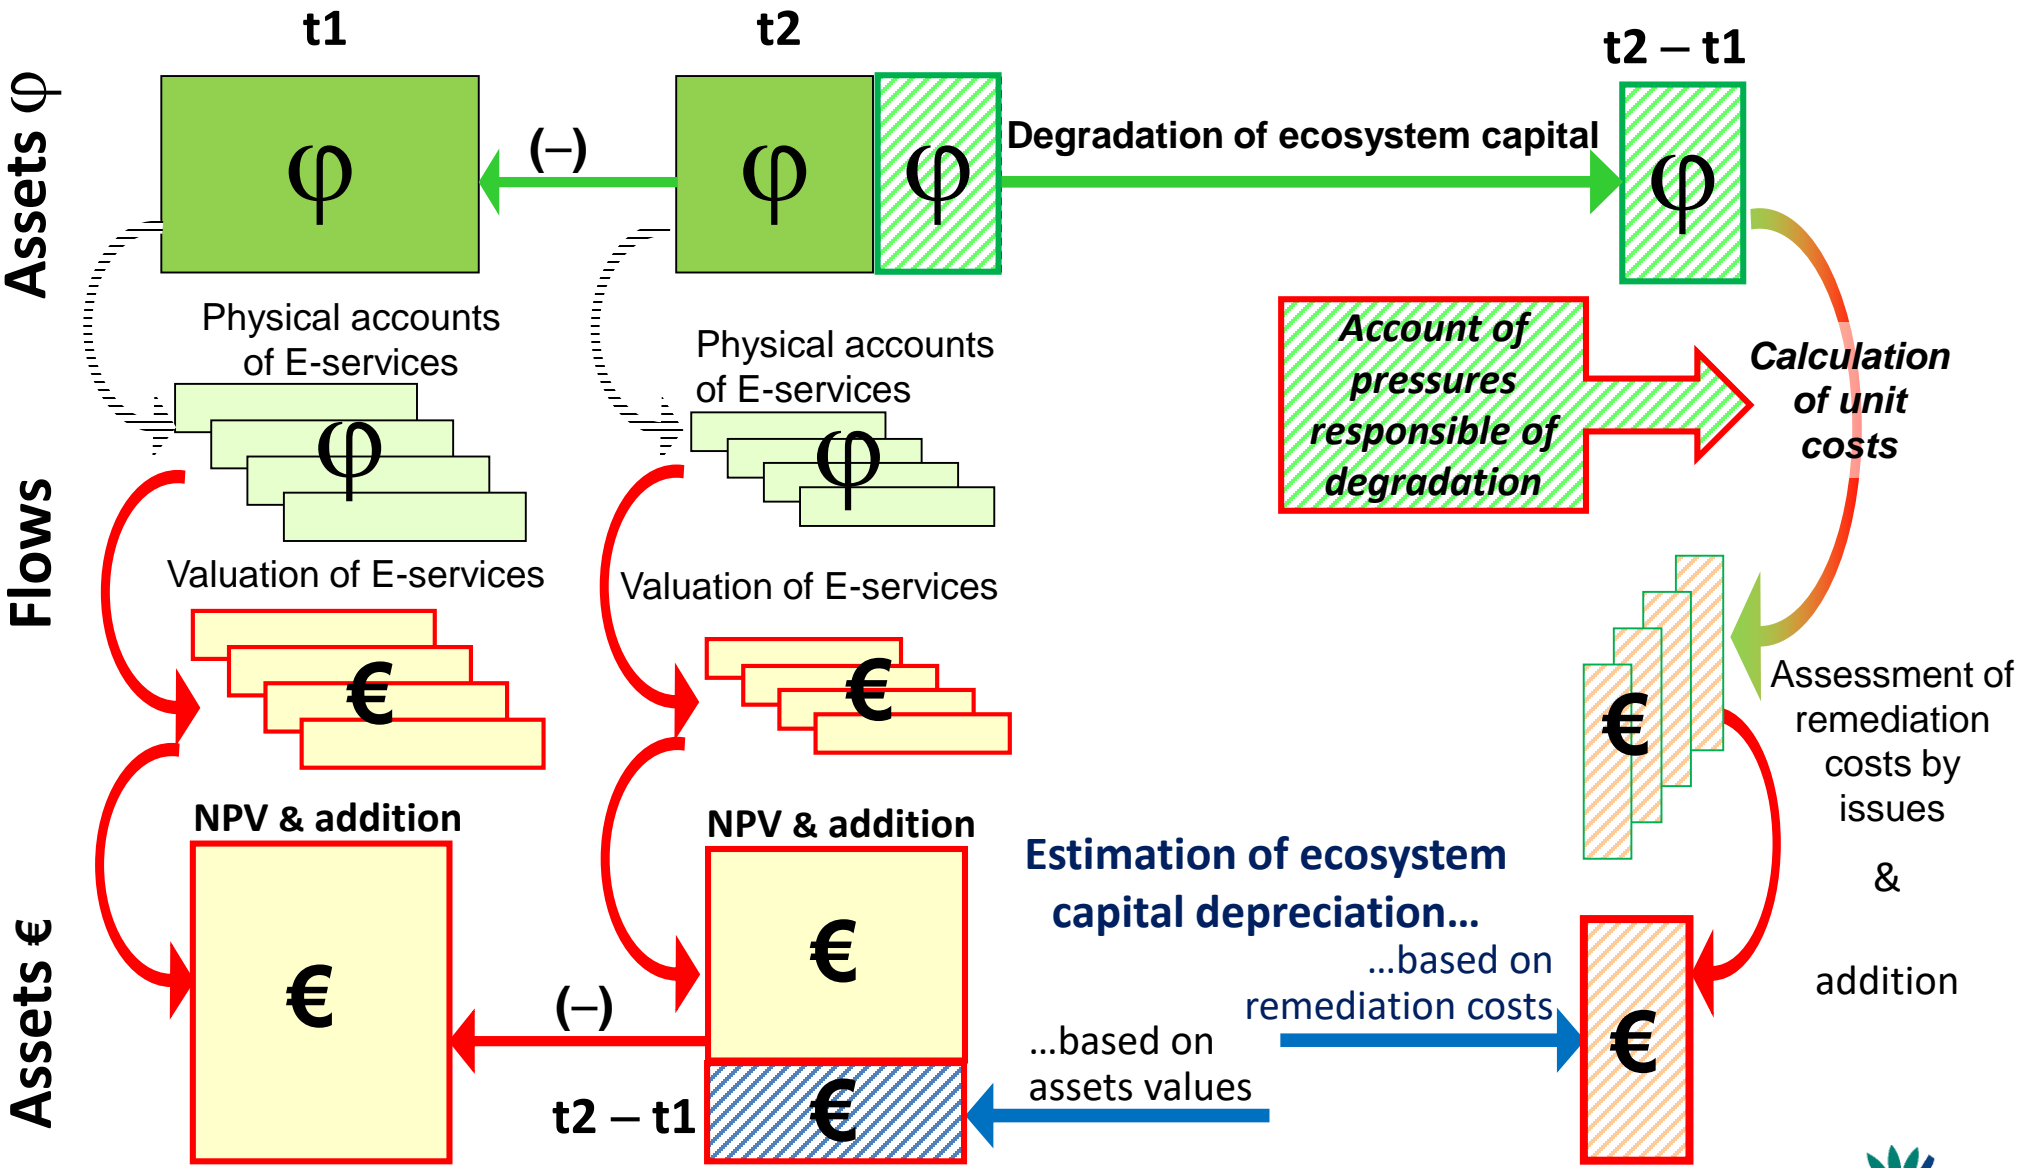 t1
t2
t2 – t1
Assets φ
φ
(–)
φ
φ
Degradation of ecosystem capital
φ
Physical accounts
of E-services
φ
Physical accounts
of E-services
φ
Account of
pressures
responsible of
degradation
Calculation
of unit
costs
Flows
Valuation of E-services
€
Valuation of E-services
€
€
Assessment of
remediation
costs by
issues
&
addition
Assets €
NPV & addition
€
(–)
NPV & addition
€
t2 – t1
€
Estimation of ecosystem
capital depreciation...
...based on
remediation costs
...based on
assets values
€